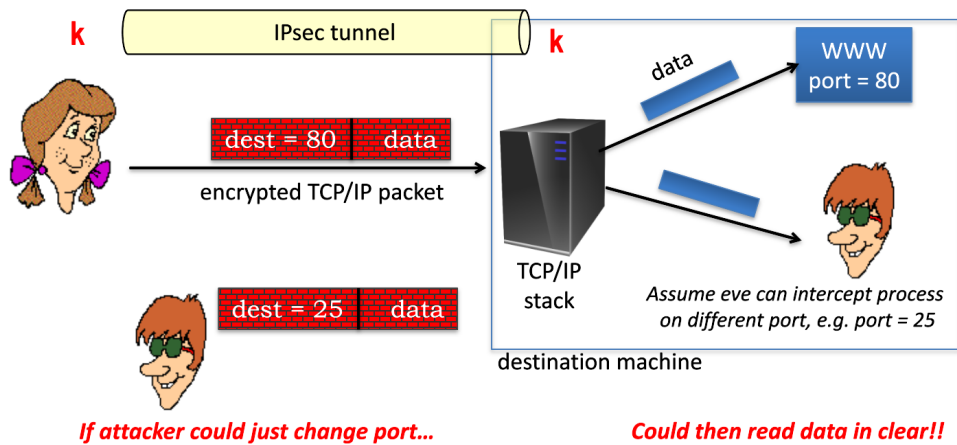 k
IPsec tunnel
k
data
WWW
port = 80
dest = 80 data
encrypted TCP/IP packet
TCP/IP
stack
dest = 25 data
Assume eve can intercept process
on different port, e.g. port = 25
destination machine
If attacker could just change port...
Could then read data in clear!!